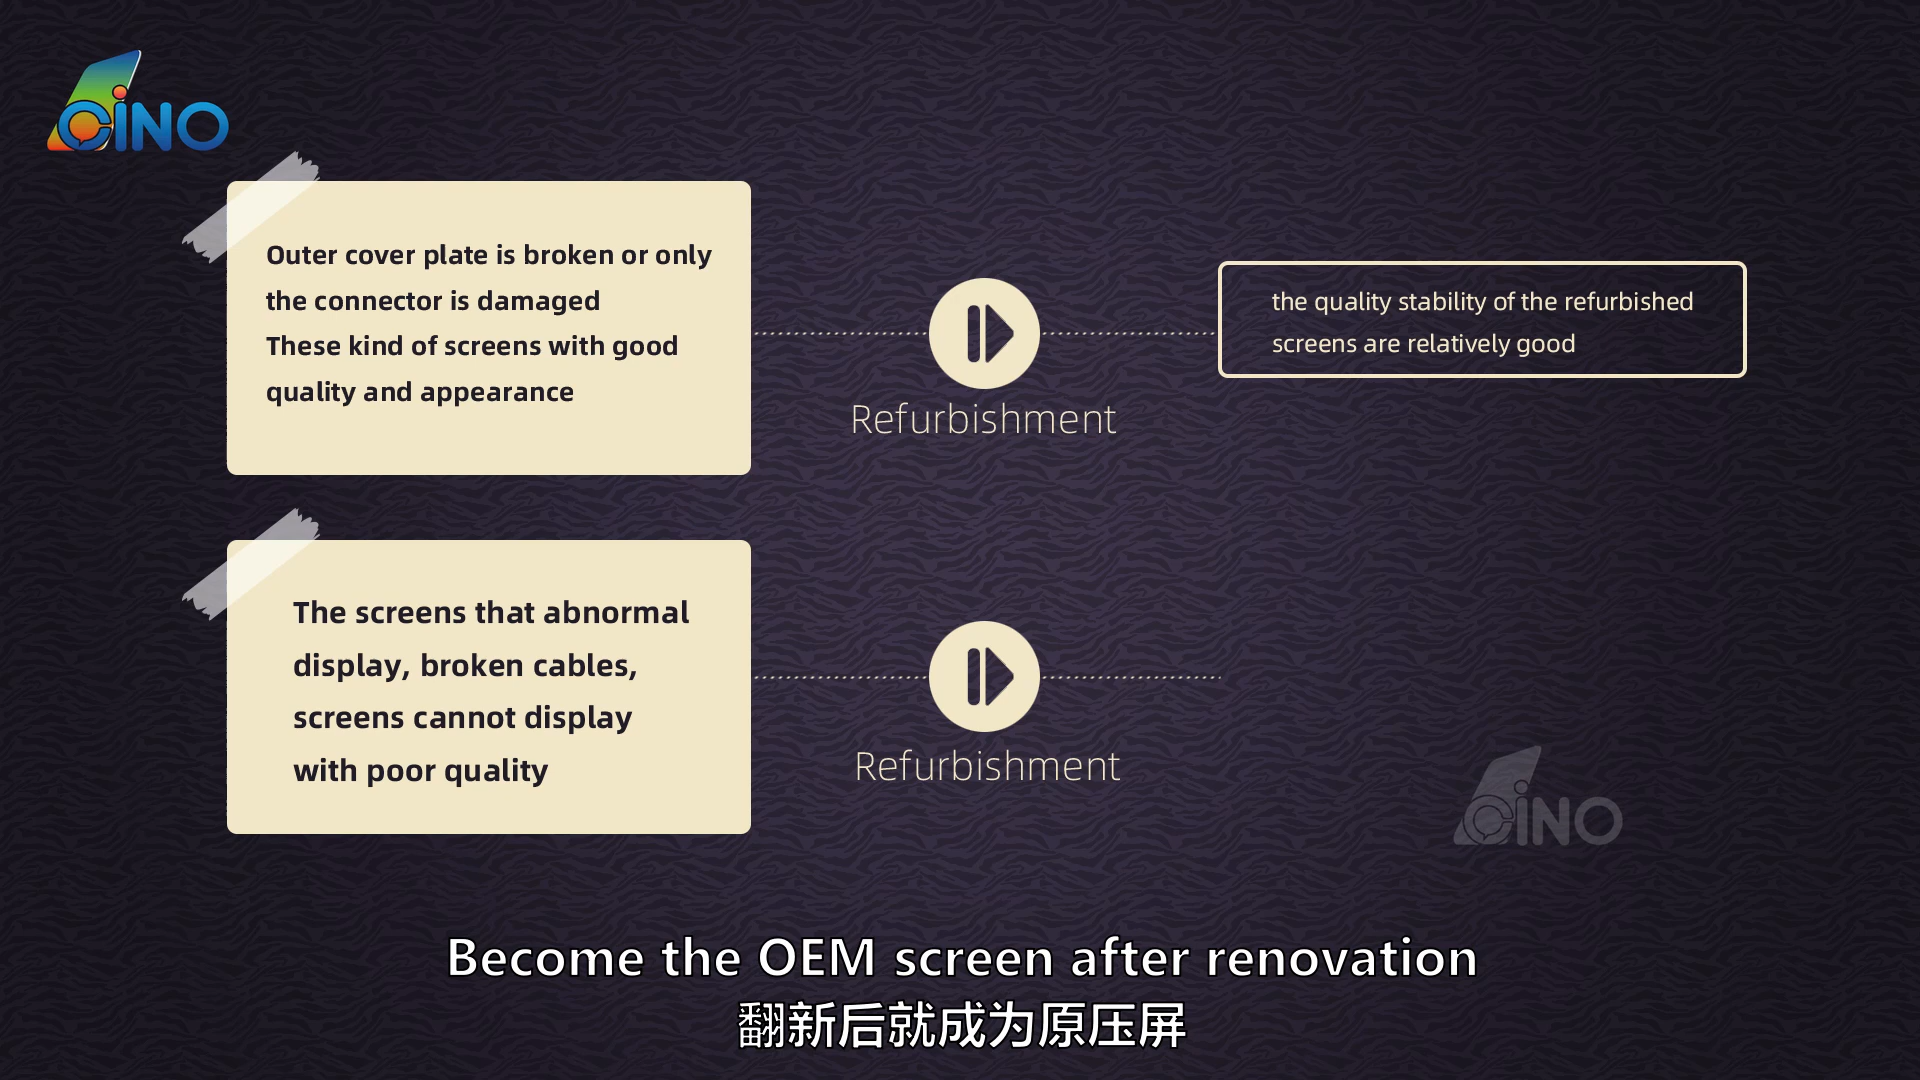 OiNO
Outer cover plate is broken or only
the connector is damaged
These kind of screens with good
quality and appearance
Refurbishment
the quality stability of the refurbished
screens are relatively good
The screens that abnormal
display, broken cables,
screens cannot display
with poor quality
Refurbishment
OiNO
Become the OEM screen after renovation
翻新后就成为原压屏